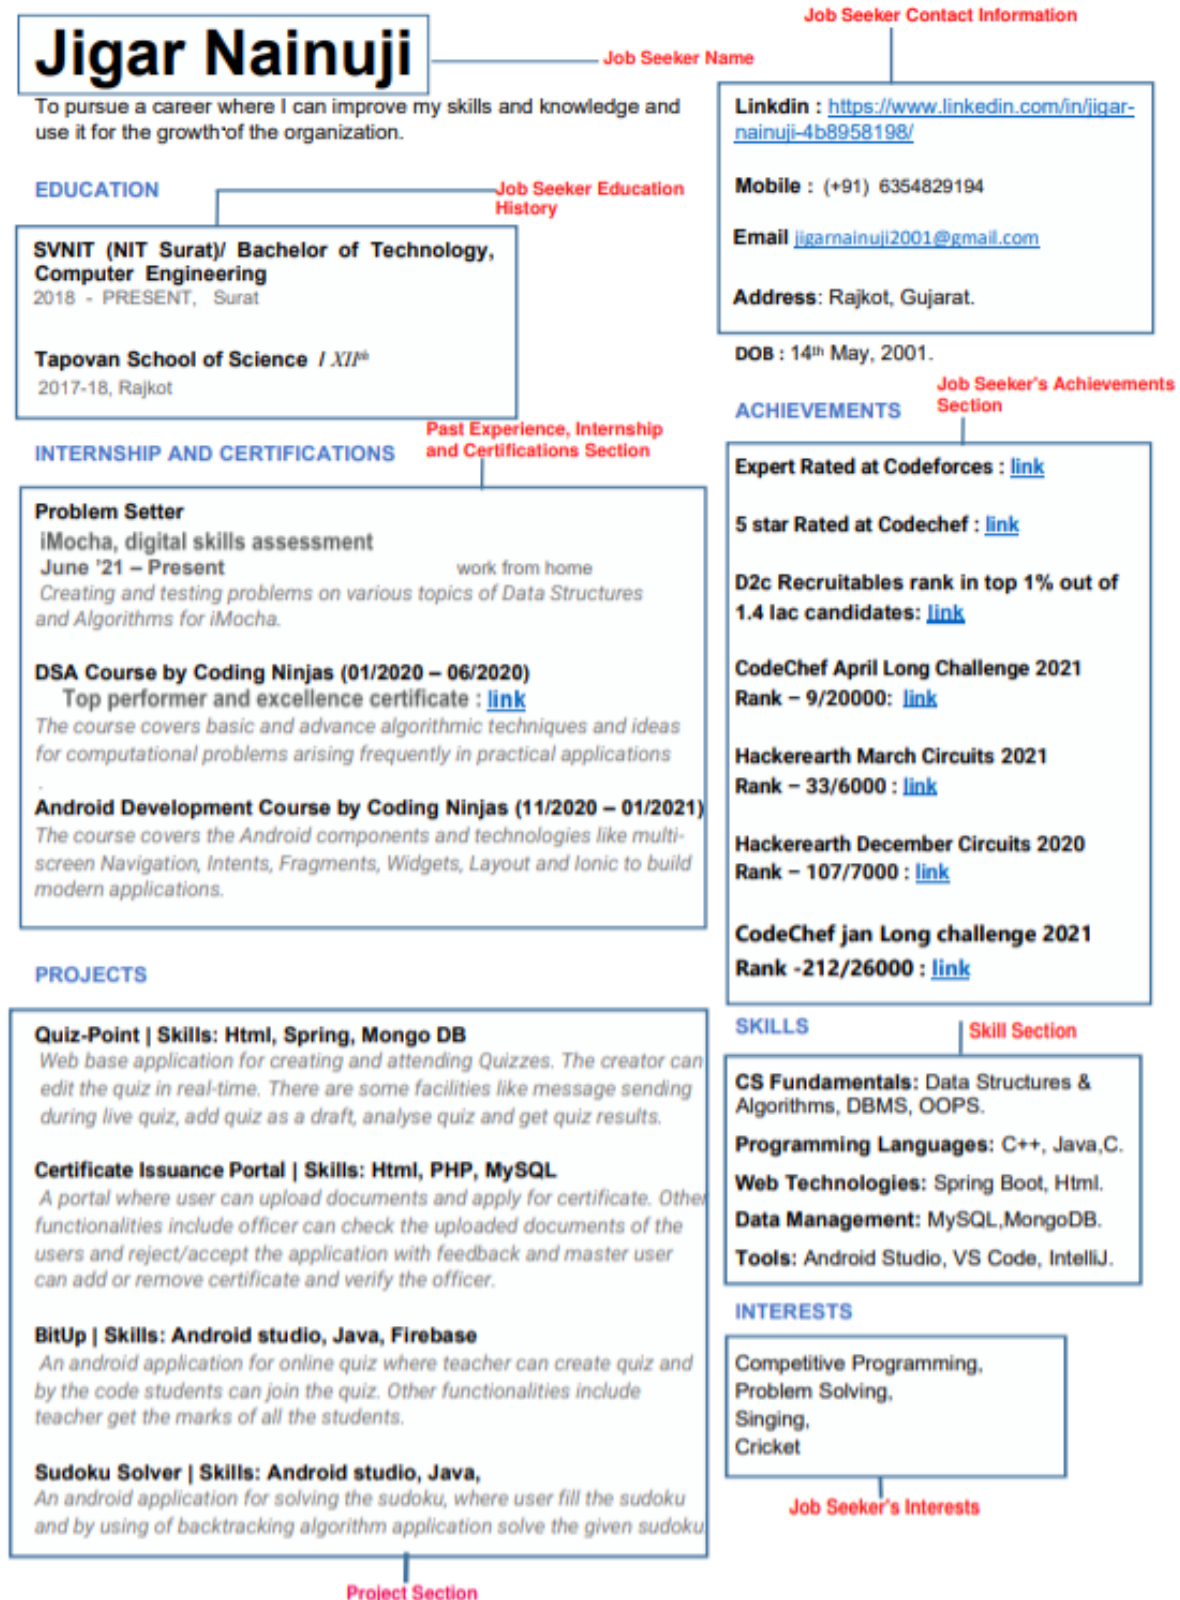 Jigar Nainuji
Job Seeker Name
To pursue a career where I can improve my skills and knowledge and
use it for the growth of the organization.
EDUCATION
Job Seeker Education
History
SVNIT (NIT Surat)/ Bachelor of Technology,
Computer Engineering
2018 - PRESENT, Surat
Tapovan School of Science / XIIth
2017-18, Rajkot
INTERNSHIP AND CERTIFICATIONS
Past Experience, Internship
and Certifications Section
Problem Setter
iMocha, digital skills assessment
June ’21 – Present work from home
Creating and testing problems on various topics of Data Structures
and Algorithms for iMocha.
DSA Course by Coding Ninjas (01/2020 – 06/2020)
Top performer and excellence certificate : link
The course covers basic and advance algorithmic techniques and ideas
for computational problems arising frequently in practical applications
.
Android Development Course by Coding Ninjas (11/2020 – 01/2021)
The course covers the Android components and technologies like multi-
screen Navigation, Intents, Fragments, Widgets, Layout and Ionic to build
modern applications.
PROJECTS
Quiz-Point | Skills: Html, Spring, Mongo DB
Web base application for creating and attending Quizzes. The creator can
edit the quiz in real-time. There are some facilities like message sending
during live quiz, add quiz as a draft, analyse quiz and get quiz results.
Certificate Issuance Portal | Skills: Html, PHP, MySQL
A portal where user can upload documents and apply for certificate. Other
functionalities include officer can check the uploaded documents of the
users and reject/accept the application with feedback and master user
can add or remove certificate and verify the officer.
BitUp | Skills: Android studio, Java, Firebase
An android application for online quiz where teacher can create quiz and
by the code students can join the quiz. Other functionalities include
teacher get the marks of all the students.
Sudoku Solver | Skills: Android studio, Java,
An android application for solving the sudoku, where user fill the sudoku
and by using of backtracking algorithm application solve the given sudoku.
Project Section
Job Seeker Contact Information
Linkdin : https://www.linkedin.com/in/jigar-
nainuji-4b8958198/
Mobile : (+91) 6354829194
Email jigarnainuji2001@gmail.com
Address: Rajkot, Gujarat.
DOB : 14th May, 2001.
Job Seeker's Achievements
Section
ACHIEVEMENTS
Expert Rated at Codeforces : link
5 star Rated at Codechef : link
D2c Recruitables rank in top 1% out of
1.4 lac candidates: link
CodeChef April Long Challenge 2021
Rank – 9/20000: link
Hackerearth March Circuits 2021
Rank – 33/6000 : link
Hackerearth December Circuits 2020
Rank – 107/7000 : link
CodeChef jan Long challenge 2021
Rank -212/26000 : link
SKILLS
Skill Section
CS Fundamentals: Data Structures &
Algorithms, DBMS, OOPS.
Programming Languages: C++, Java,C.
Web Technologies: Spring Boot, Html.
Data Management: MySQL,MongoDB.
Tools: Android Studio, VS Code, IntelliJ.
INTERESTS
Competitive Programming,
Problem Solving,
Singing,
Cricket
Job Seeker's Interests